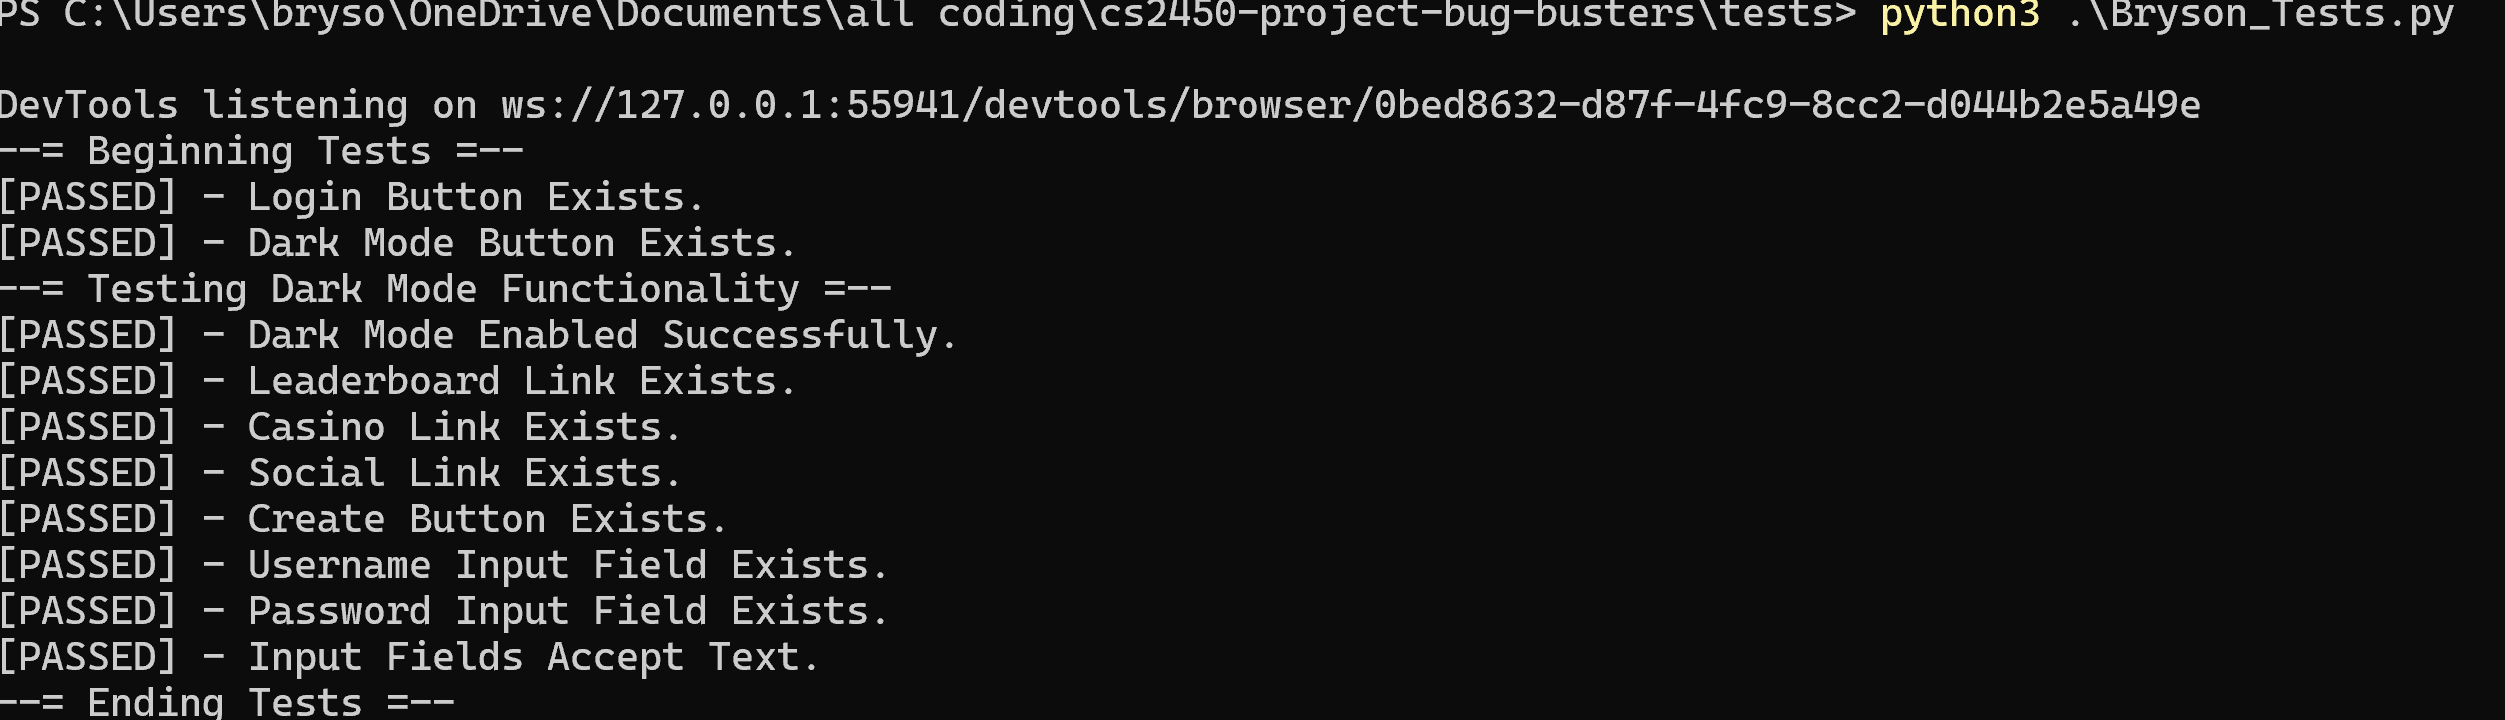 PS C:\Users\bryso\OneDrive\Documents\all coding\cs2450-project-bug-busters\tests> python3 .\Bryson_Tests.py
DevTools listening on ws://127.0.0.1:55941/devtools/browser/0bed8632-d87f-4fc9-8cc2-d044b2e5a49e
--= Beginning Tests =--
[PASSED] - Login Button Exists.
[PASSED] - Dark Mode Button Exists.
--= Testing Dark Mode Functionality =--
[PASSED] - Dark Mode Enabled Successfully.
[PASSED] - Leaderboard Link Exists.
[PASSED] - Casino Link Exists.
[PASSED] - Social Link Exists.
[PASSED] - Create Button Exists.
[PASSED] - Username Input Field Exists.
[PASSED] - Password Input Field Exists.
[PASSED] - Input Fields Accept Text.
--= Ending Tests =--